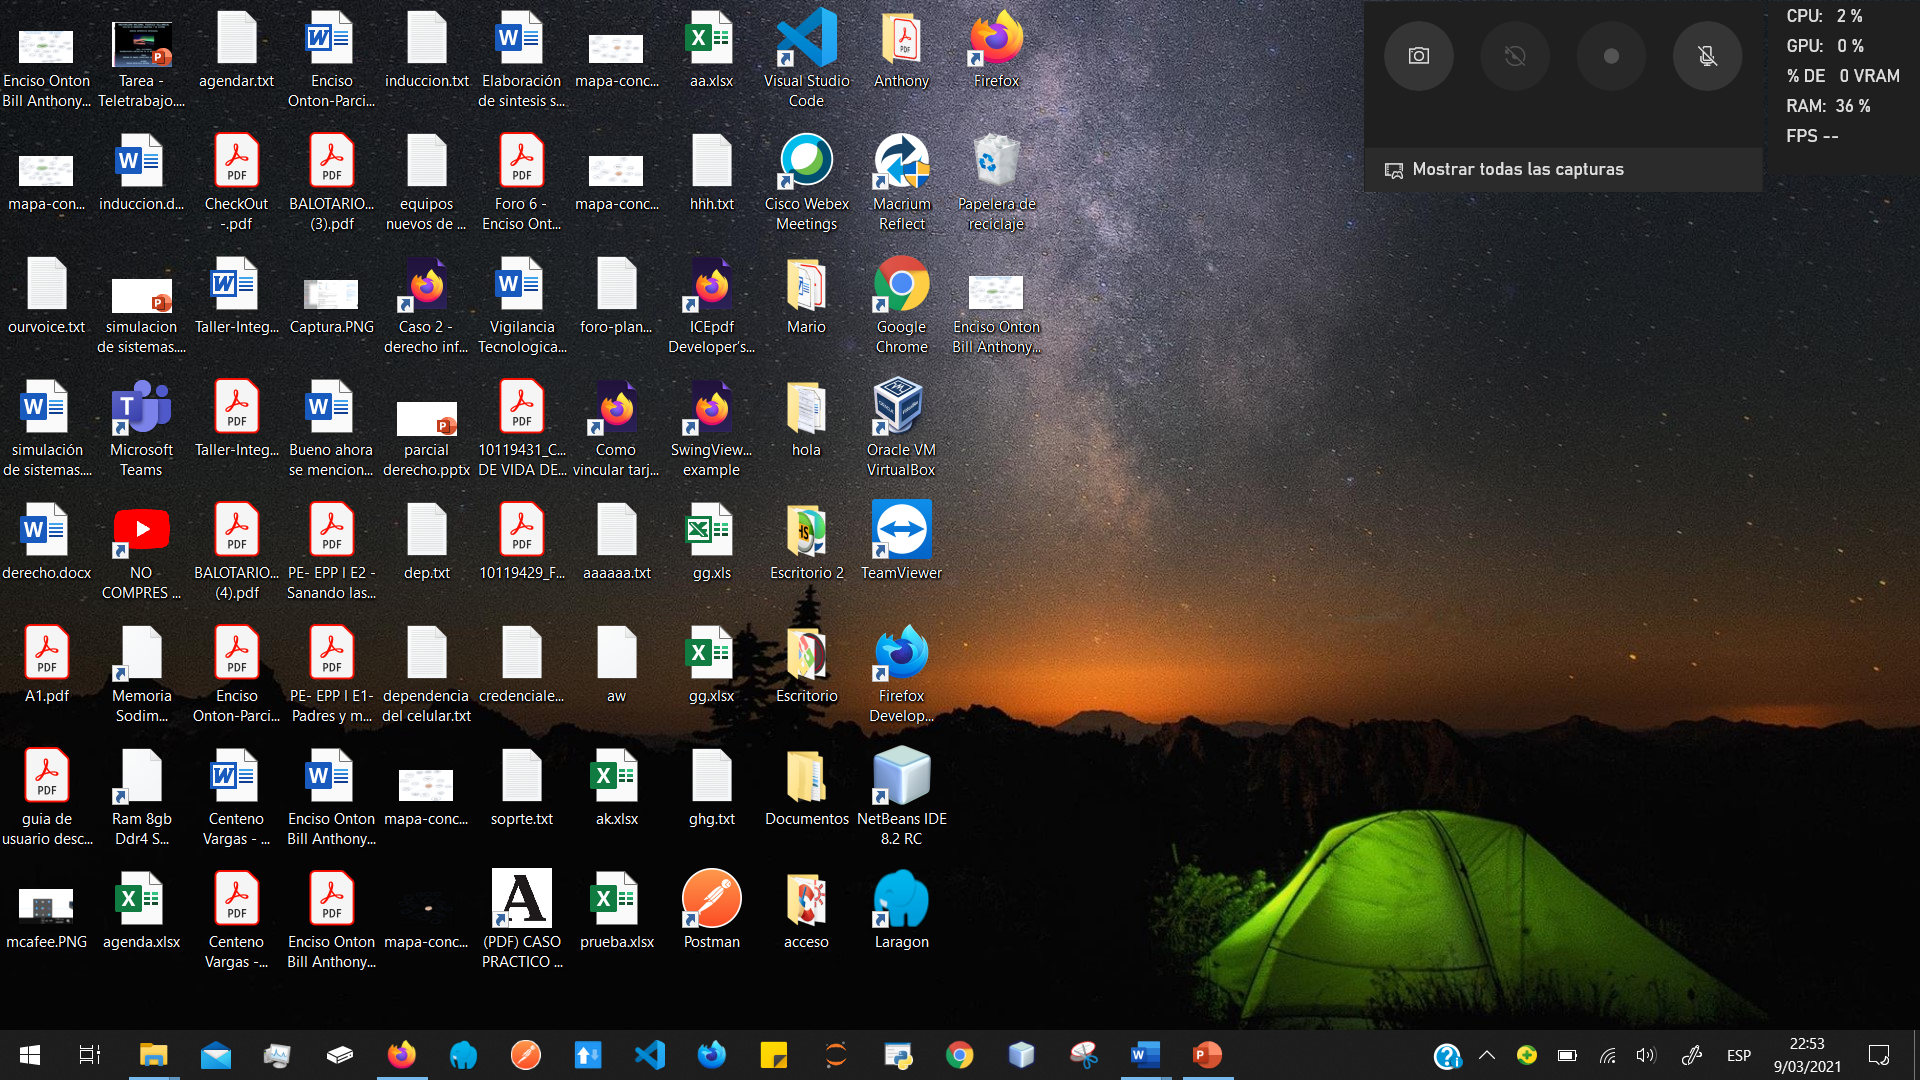 Enciso Onton
Bill Anthony...
Tarea -
Teletrabajo....
agendar.txt
Enciso
Onton-Parci...
induccion.txt
Elaboración
de sintesis s...
mapa-conc...
aa.xlsx
Visual Studio
Code
Anthony
Firefox
mapa-con...
induccion.d...
CheckOut
-.pdf
BALOTARIO...
(3).pdf
equipos
nuevos de ...
Foro 6 -
Enciso Ont...
mapa-conc...
hhh.txt
Cisco Webex
Meetings
Macrium
Reflect
Papelera de
reciclaje
ourvoice.txt
simulacion
de sistemas....
Taller-Integ...
Captura.PNG
Caso 2 -
derecho inf...
Vigilancia
Tecnologica...
foro-plan...
ICEpdf
Developer's...
Mario
Google
Chrome
Enciso Onton
Bill Anthony...
simulación
de sistemas....
Microsoft
Teams
Taller-Integ...
Bueno ahora
se mencion...
parcial
derecho.pptx
10119431_C...
DE VIDA DE...
Como
vincular tarj...
SwingView...
example
hola
Oracle VM
VirtualBox
derecho.docx
NO
COMPRES ...
BALOTARIO...
(4).pdf
PE- EPP I E2 -
Sanando las...
dep.txt
10119429_F...
aaaaaa.txt
gg.xls
Escritorio 2
TeamViewer
A1.pdf
Memoria
Sodim...
Enciso
Onton-Parci...
PE- EPP I E1-
Padres y m...
dependencia
del celular.txt
credenciale...
aw
gg.xlsx
Escritorio
Firefox
Develop...
guia de
usuario desc...
Ram 8gb
Ddr4 S...
Centeno
Vargas - ...
Enciso Onton
Bill Anthony...
mapa-conc...
soprte.txt
ak.xlsx
ghg.txt
Documentos
NetBeans IDE
8.2 RC
mcafee.PNG
agenda.xlsx
Centeno
Vargas -...
Enciso Onton
Bill Anthony...
mapa-conc...
(PDF) CASO
PRACTICO ...
prueba.xlsx
Postman
acceso
Laragon
Mostrar todas las capturas
CPU: 2 %
GPU: 0 %
% DE 0 VRAM
RAM: 36 %
FPS --
ESP
22:53
9/03/2021